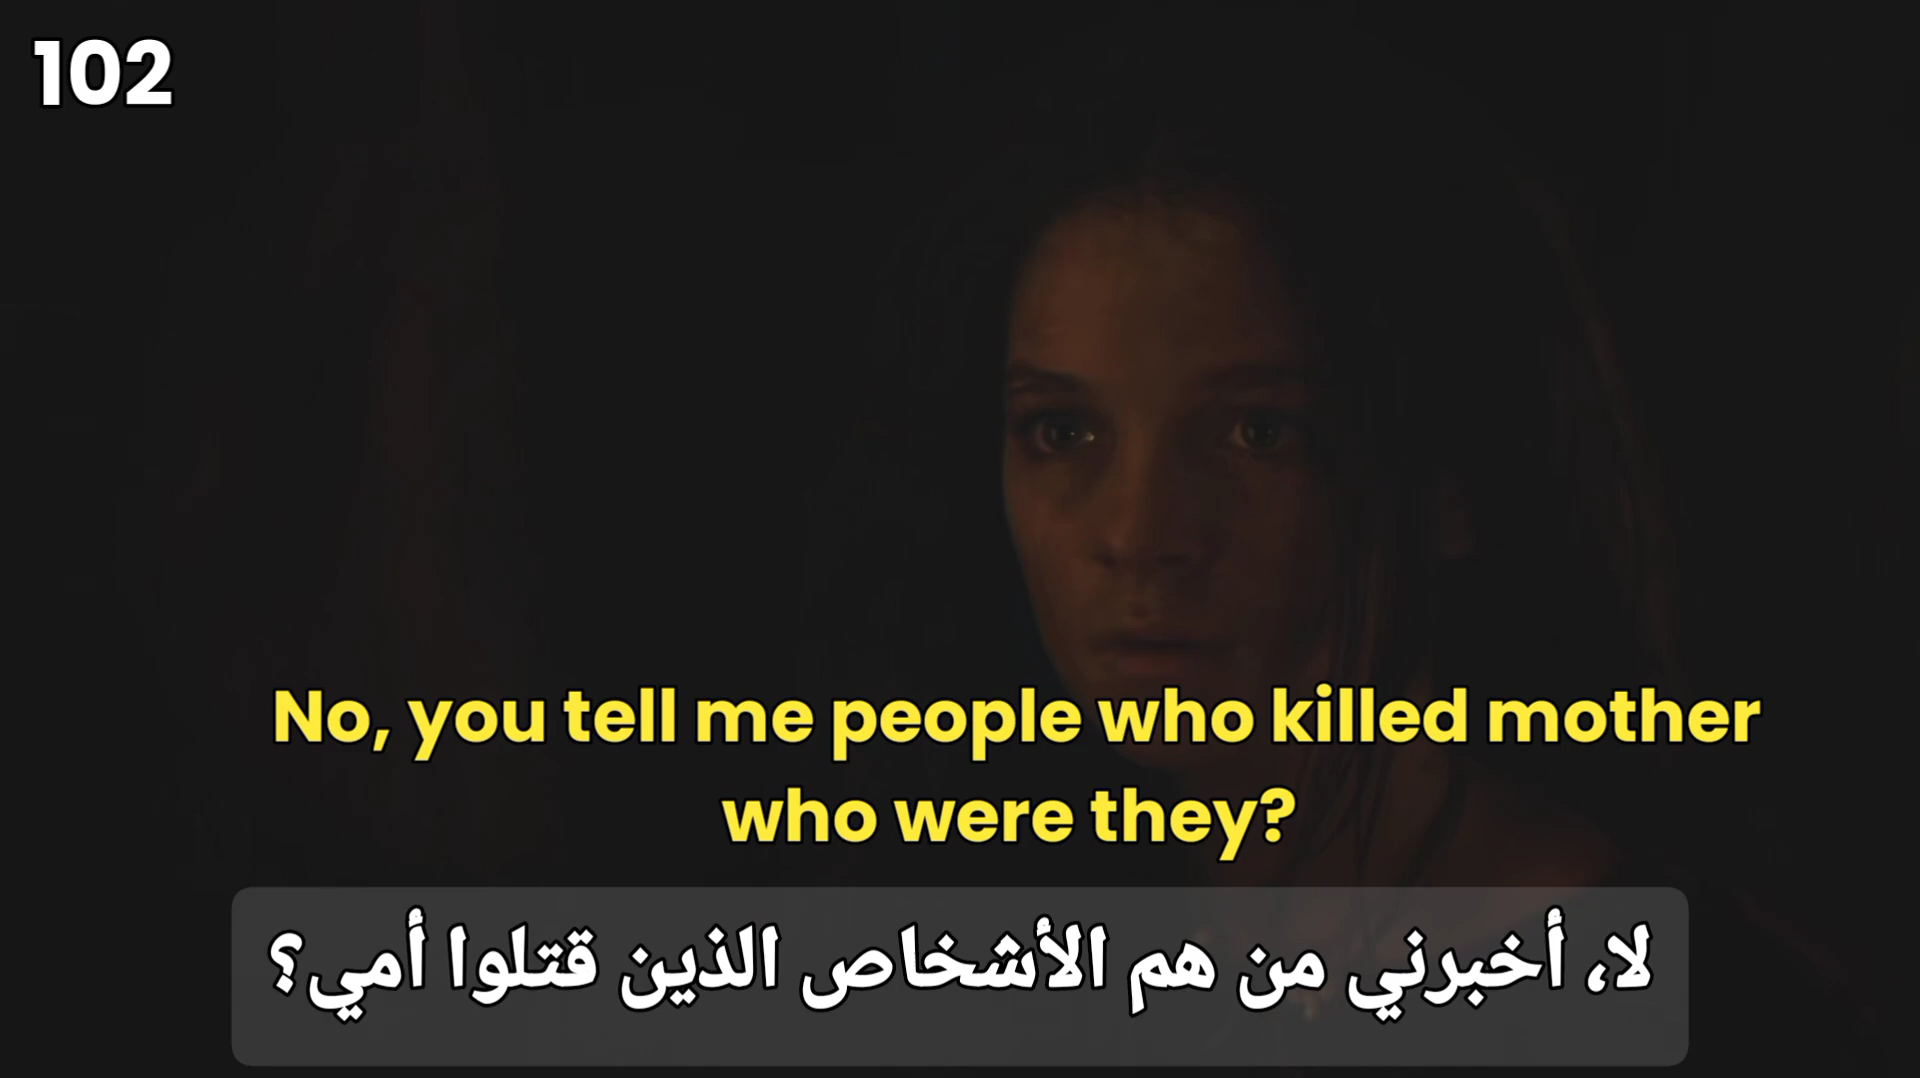 102
No, you tell me people who killed mother
who were they?
لا، أخبرني من هم الأشخاص الذين قتلوا أمي؟